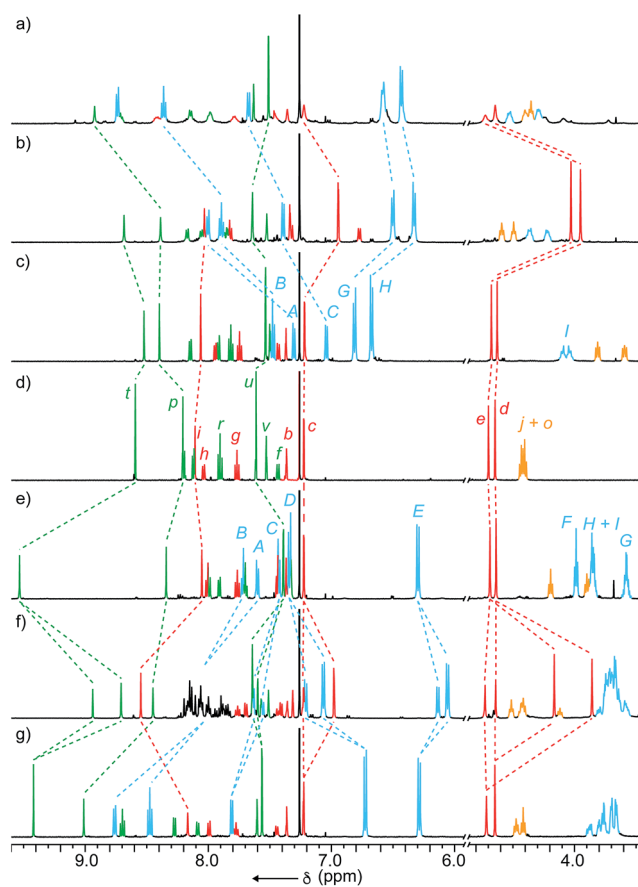 a)
b)
c)
B
A
C
G
H
I
d)
t
p
i
h
r
g
u
v
f
b
c
e
d
j + o
e)
B
A
C
D
E
F
H + I
G
f)
g)
9.0
8.0
7.0
6.0
4.0
δ (ppm)